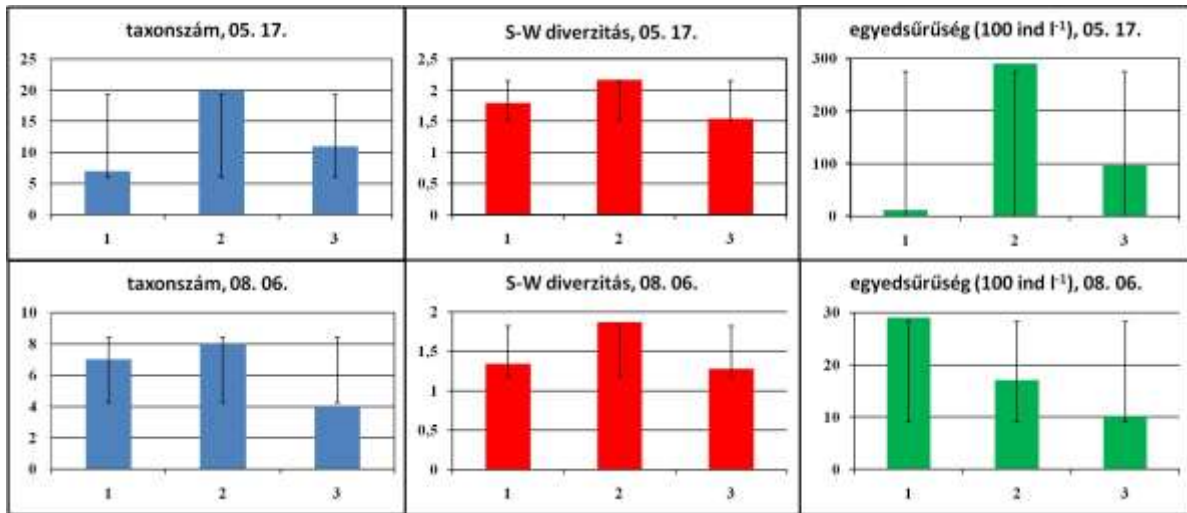 taxonszám, 05. 17.
25
20
15
10
5
0
1 2 3
S-W diverzitás, 05. 17.
2,5
2
1,5
1
0,5
0
1 2 3
egyedsűrűség (100 ind l⁻¹), 05. 17.
300
200
100
0
1 2 3
taxonszám, 08. 06.
10
8
6
4
2
0
1 2 3
S-W diverzitás, 08. 06.
2
1,5
1
0,5
0
1 2 3
egyedsűrűség (100 ind l⁻¹), 08. 06.
30
20
10
0
1 2 3